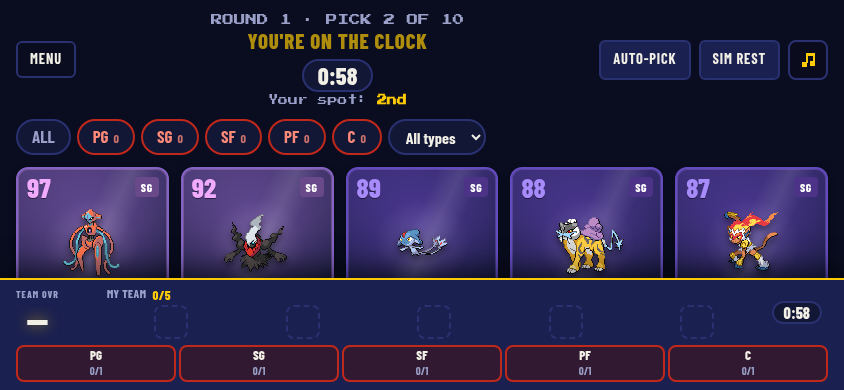 ROUND 1 · PICK 2 OF 10
YOU'RE ON THE CLOCK
MENU
0:58
AUTO-PICK
SIM REST
Your spot: 2nd
ALL
PG 0
SG 0
SF 0
PF 0
C 0
All types
97 SG
92 SG
89 SG
88 SG
87 SG
TEAM OVR
MY TEAM 0/5
0:58
PG
0/1
SG
0/1
SF
0/1
PF
0/1
C
0/1